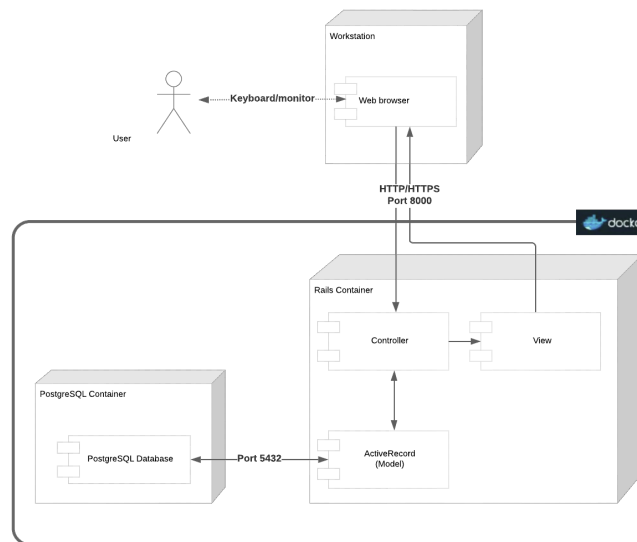 Workstation
Web browser
Keyboard/monitor
User
HTTP/HTTPS
Port 8000
Rails Container
Controller
View
PostgreSQL Container
PostgreSQL Database
Port 5432
ActiveRecord
(Model)